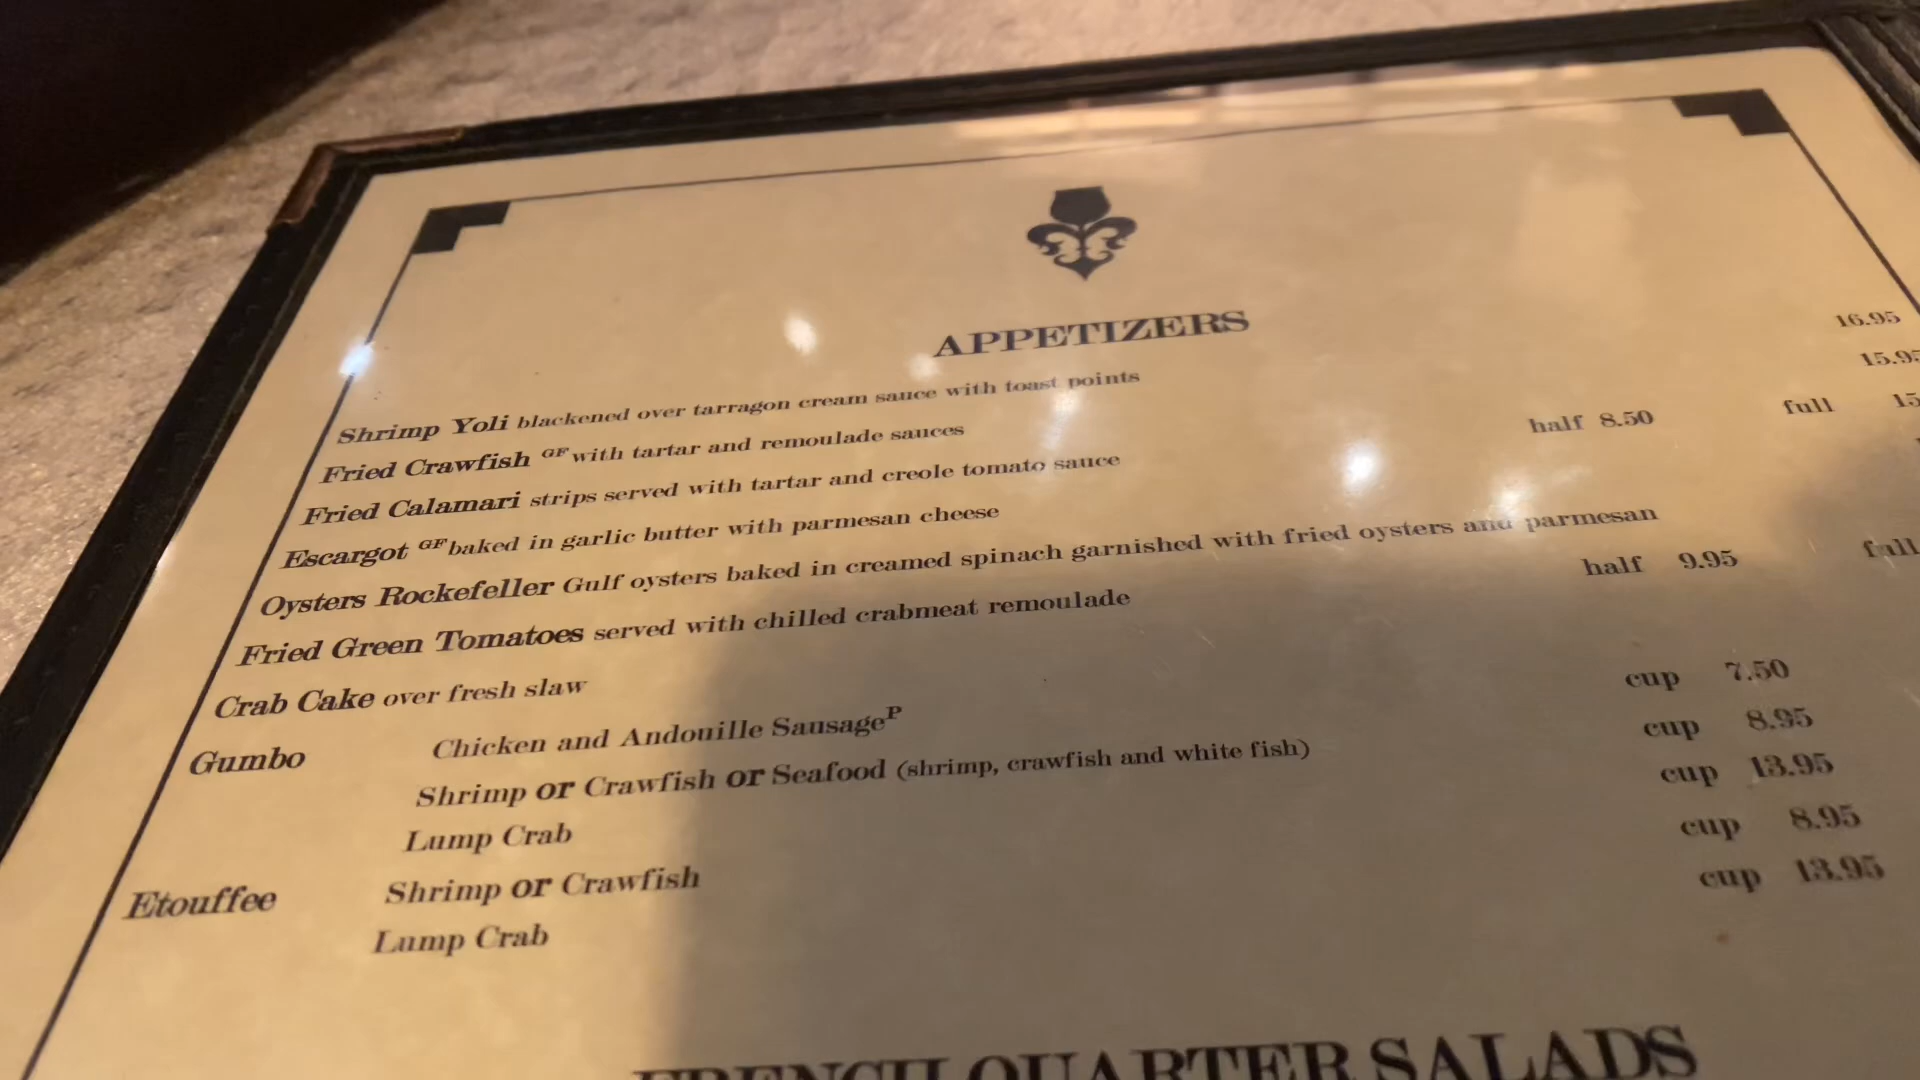 APPETIZERS
Shrimp Yoli blackened over tarragon cream sauce with toast points 16.95
Fried Crawfish GF with tartar and remoulade sauces 15.95
Fried Calamari strips served with tartar and creole tomato sauce half 8.50 full 15
Escargot GF baked in garlic butter with parmesan cheese
Oysters Rockefeller Gulf oysters baked in creamed spinach garnished with fried oysters and parmesan
Fried Green Tomatoes served with chilled crabmeat remoulade half 9.95 full
Crab Cake over fresh slaw
Gumbo Chicken and Andouille Sausage P cup 7.50
Shrimp or Crawfish or Seafood (shrimp, crawfish and white fish) cup 8.95
Lump Crab cup 13.95
Etouffee Shrimp or Crawfish cup 8.95
Lump Crab cup 13.95
FRENCH QUARTER SALADS